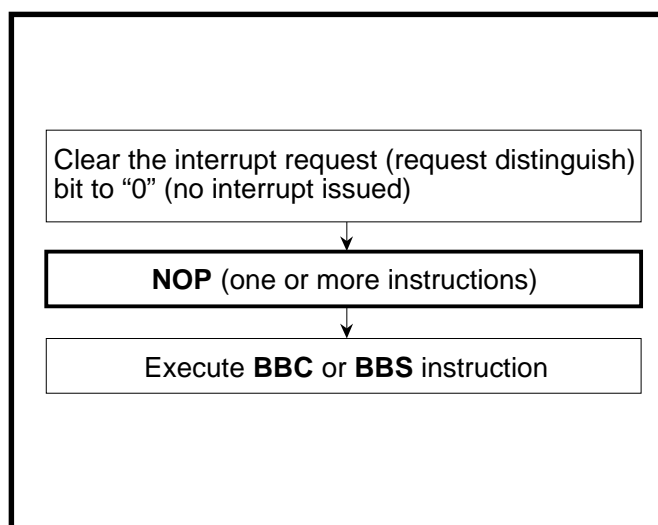 Clear the interrupt request (request distinguish)
bit to “0” (no interrupt issued)
NOP (one or more instructions)
Execute BBC or BBS instruction